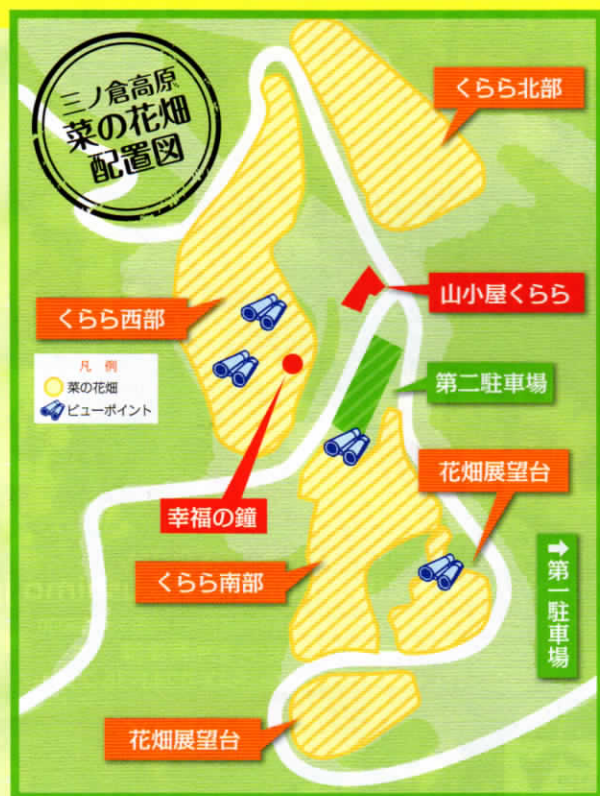 三ノ倉高原
菜の花畑
配置図
くらら北部
山小屋くらら
くらら西部
凡例
菜の花畑
ビューポイント
第二駐車場
花畑展望台
幸福の鐘
くらら南部
➡第一駐車場
花畑展望台